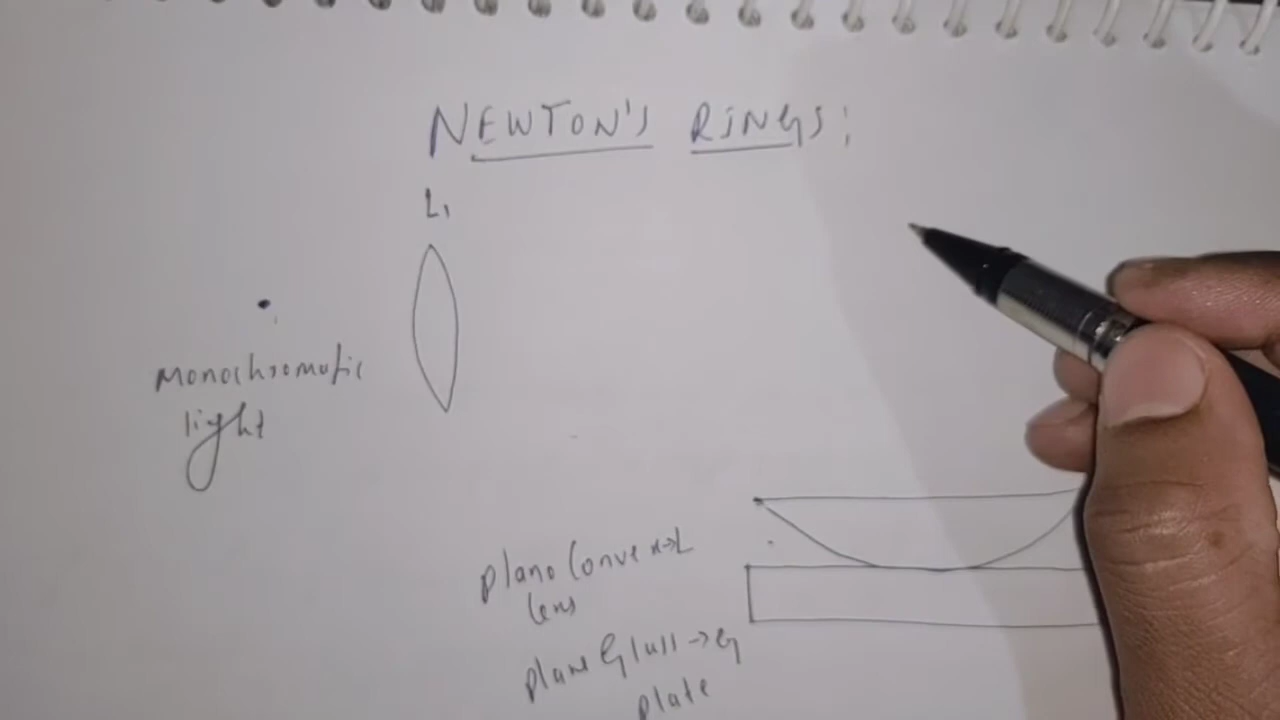 NEWTON'S RINGS:
L1
monochromatic
light
plano Convex → L
lens
plane Glass → G
plate